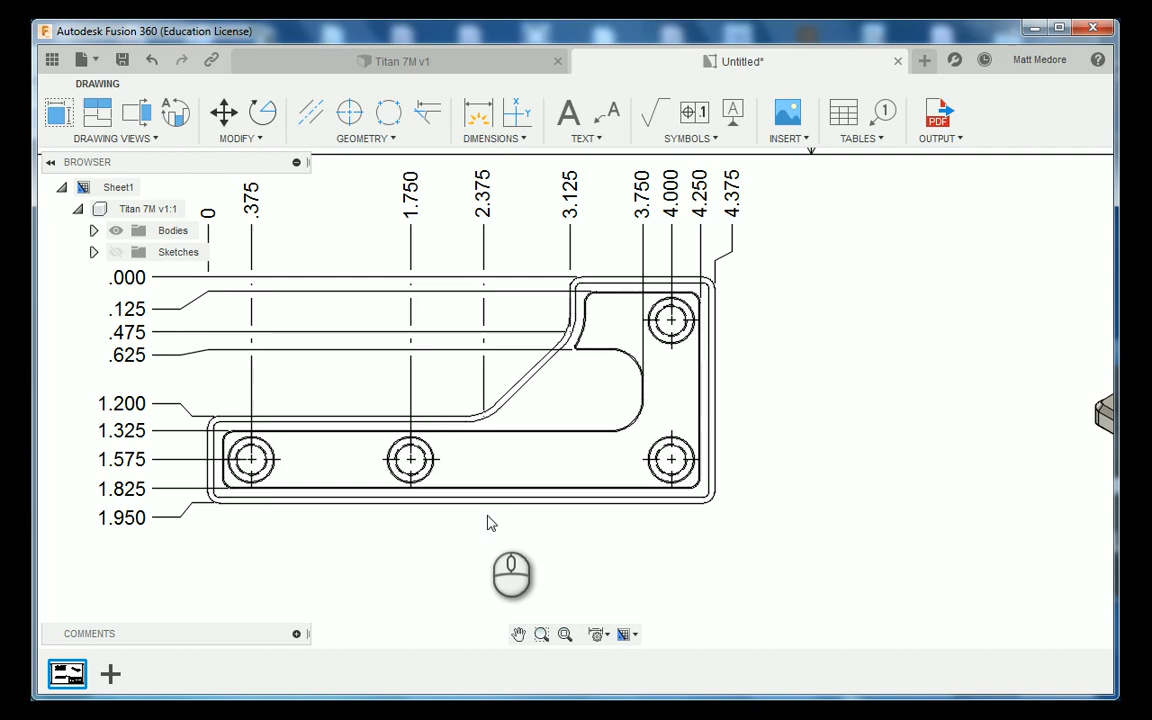 Autodesk Fusion 360 (Education License)
Titan 7M v1
Untitled*
Matt Medore
DRAWING
DRAWING VIEWS
MODIFY
GEOMETRY
DIMENSIONS
TEXT
SYMBOLS
INSERT
TABLES
OUTPUT
BROWSER
Sheet1
Titan 7M v1:1
Bodies
Sketches
0
.375
1.750
2.375
3.125
3.750
4.000
4.250
4.375
.000
.125
.475
.625
1.200
1.325
1.575
1.825
1.950
COMMENTS